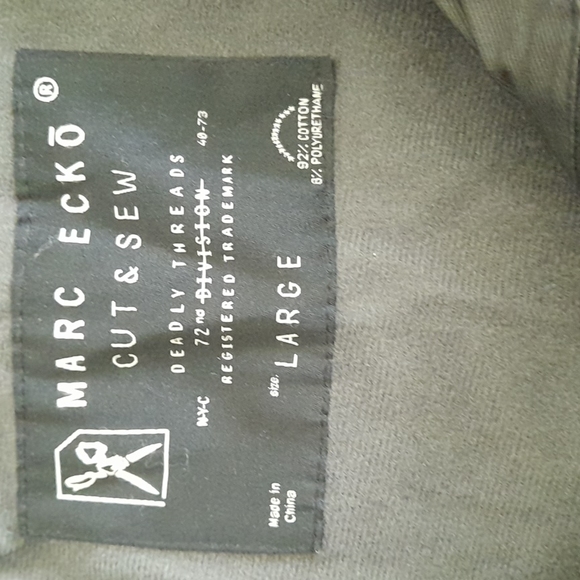 MARC ECKŌ ®
CUT & SEW
DEADLY THREADS
N.Y.C 72nd DIVISION 40-73
REGISTERED TRADEMARK
size. LARGE
92% COTTON
8% POLYURETHANE
Made in
China